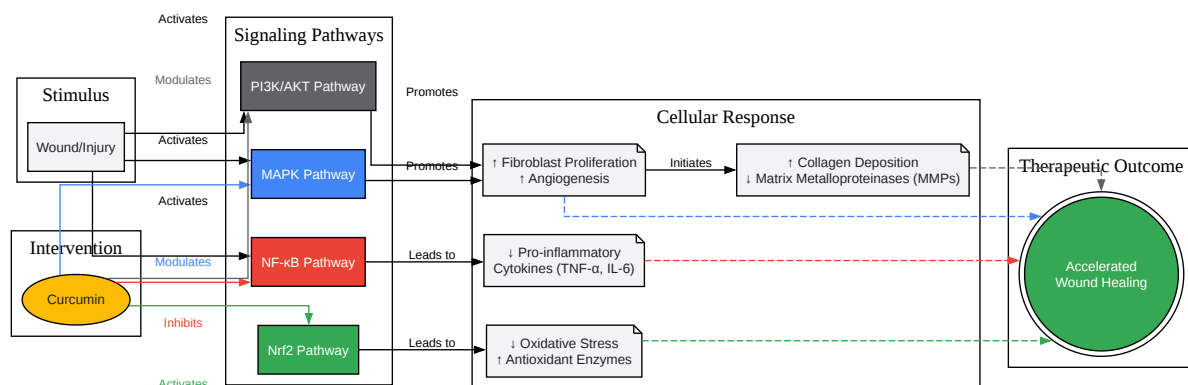 Activates
Signaling Pathways
Modulates
PI3K/AKT Pathway
Promotes
Stimulus
Cellular Response
Wound/Injury
Activates
↑ Fibroblast Proliferation
↑ Angiogenesis
Initiates
↑ Collagen Deposition
↓ Matrix Metalloproteinases (MMPs)
Therapeutic Outcome
Promotes
MAPK Pathway
Activates
Intervention
↓ Pro-inflammatory
Cytokines (TNF-α, IL-6)
Modulates
NF-κB Pathway
Leads to
Accelerated
Wound Healing
Curcumin
Inhibits
Nrf2 Pathway
Leads to
↓ Oxidative Stress
↑ Antioxidant Enzymes
Activates